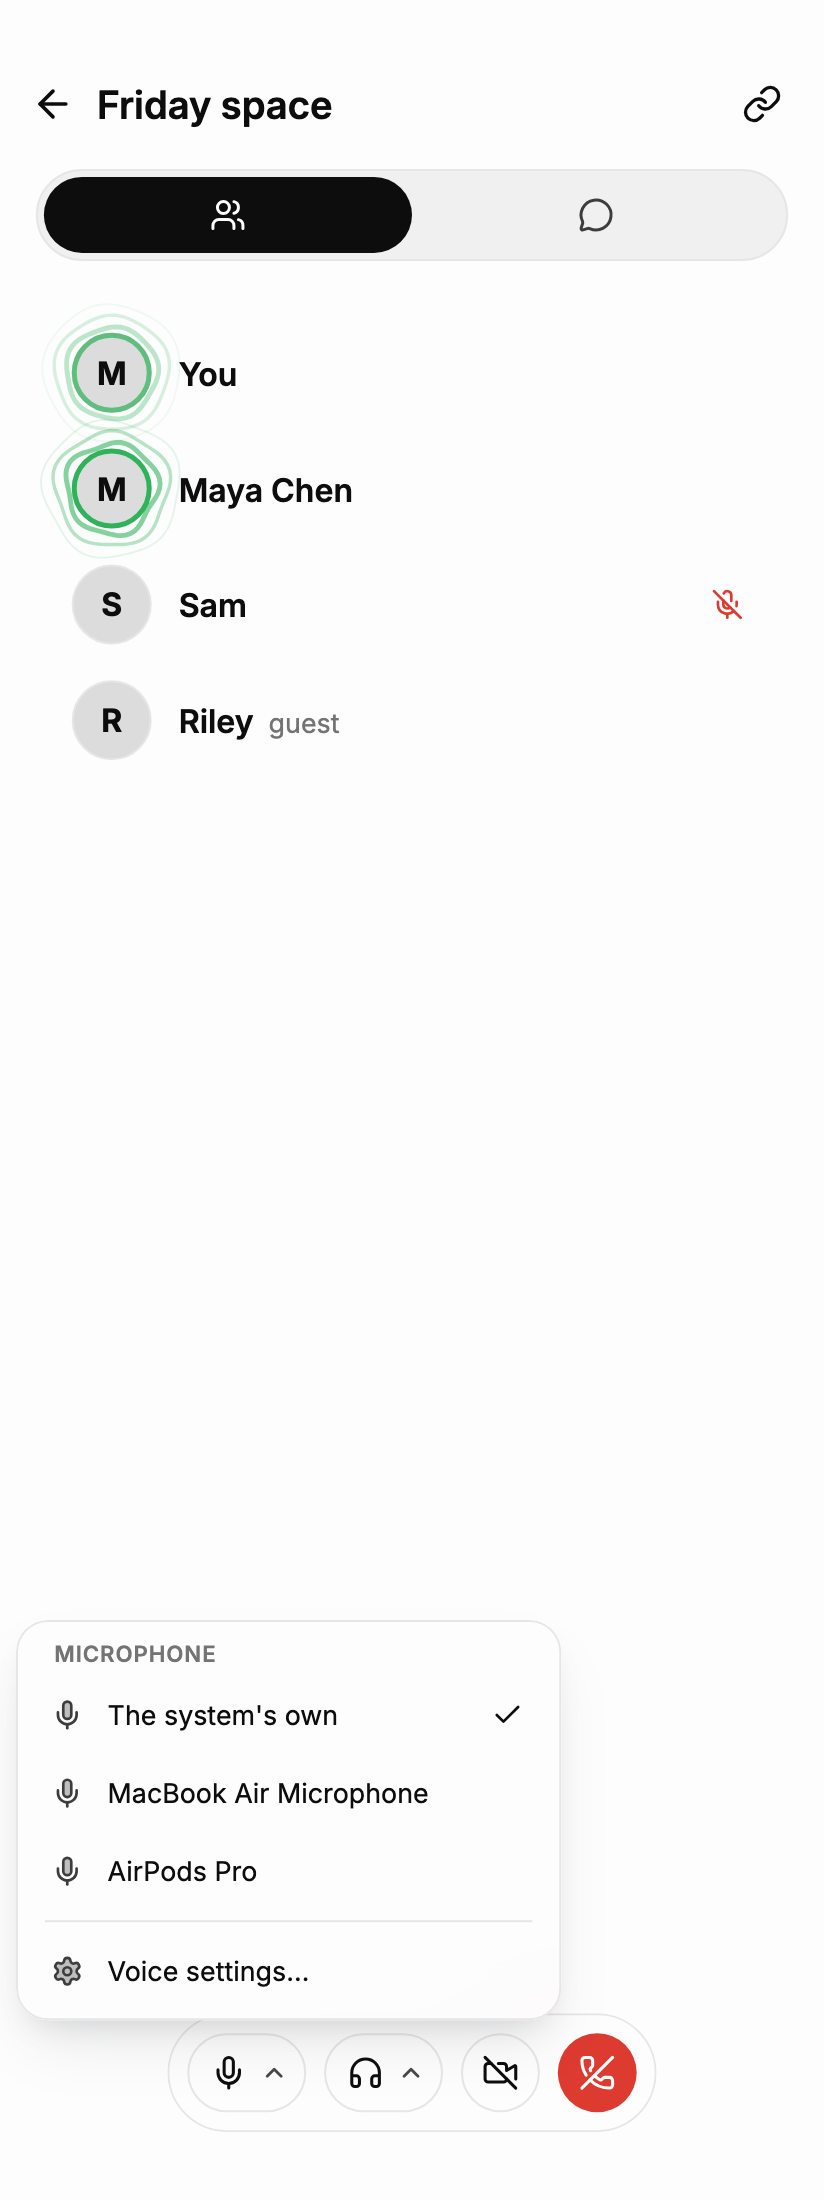 Friday space
M You
M Maya Chen
S Sam
R Riley guest
MICROPHONE
The system's own
MacBook Air Microphone
AirPods Pro
Voice settings...